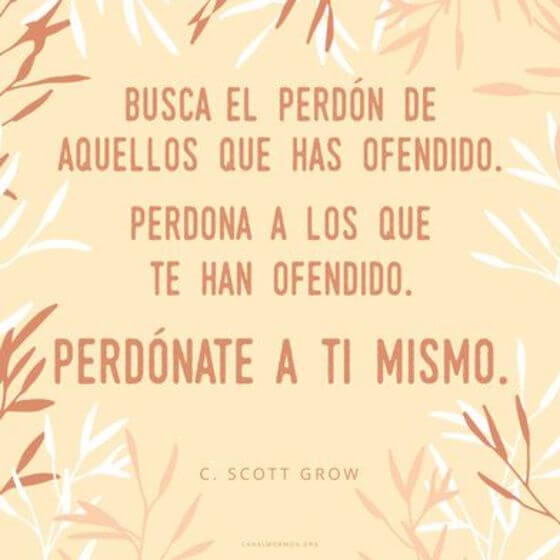 BUSCA EL PERDÓN DE
AQUELLOS QUE HAS OFENDIDO.
PERDONA A LOS QUE
TE HAN OFENDIDO.
PERDÓNATE A TI MISMO.
C. SCOTT GROW
CANALMORMON.ORG